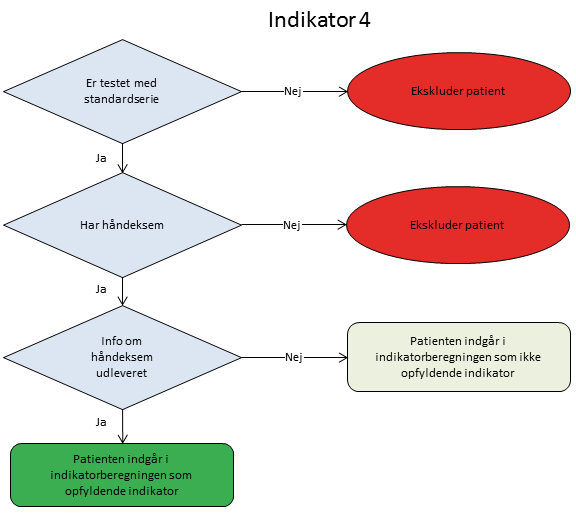 Indikator 4
Er testet med
standardserie
Nej
Ekskluder patient
Ja
Har håndeksem
Nej
Ekskluder patient
Ja
Info om
håndeksem
udleveret
Nej
Patienten indgår i
indikatorberegningen som ikke
opfyldende indikator
Ja
Patienten indgår i
indikatorberegningen som
opfyldende indikator